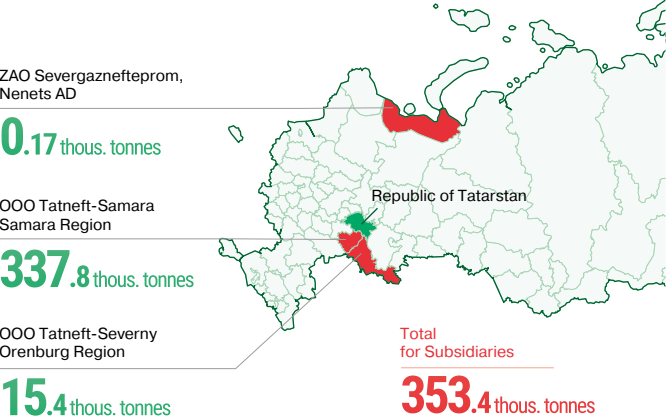 ZAO Severgaznefteprom,
Nenets AD
0.17 thous. tonnes
Republic of Tatarstan
OOO Tatneft-Samara
Samara Region
337.8 thous. tonnes
OOO Tatneft-Severny
Orenburg Region
15.4 thous. tonnes
Total
for Subsidiaries
353.4 thous. tonnes